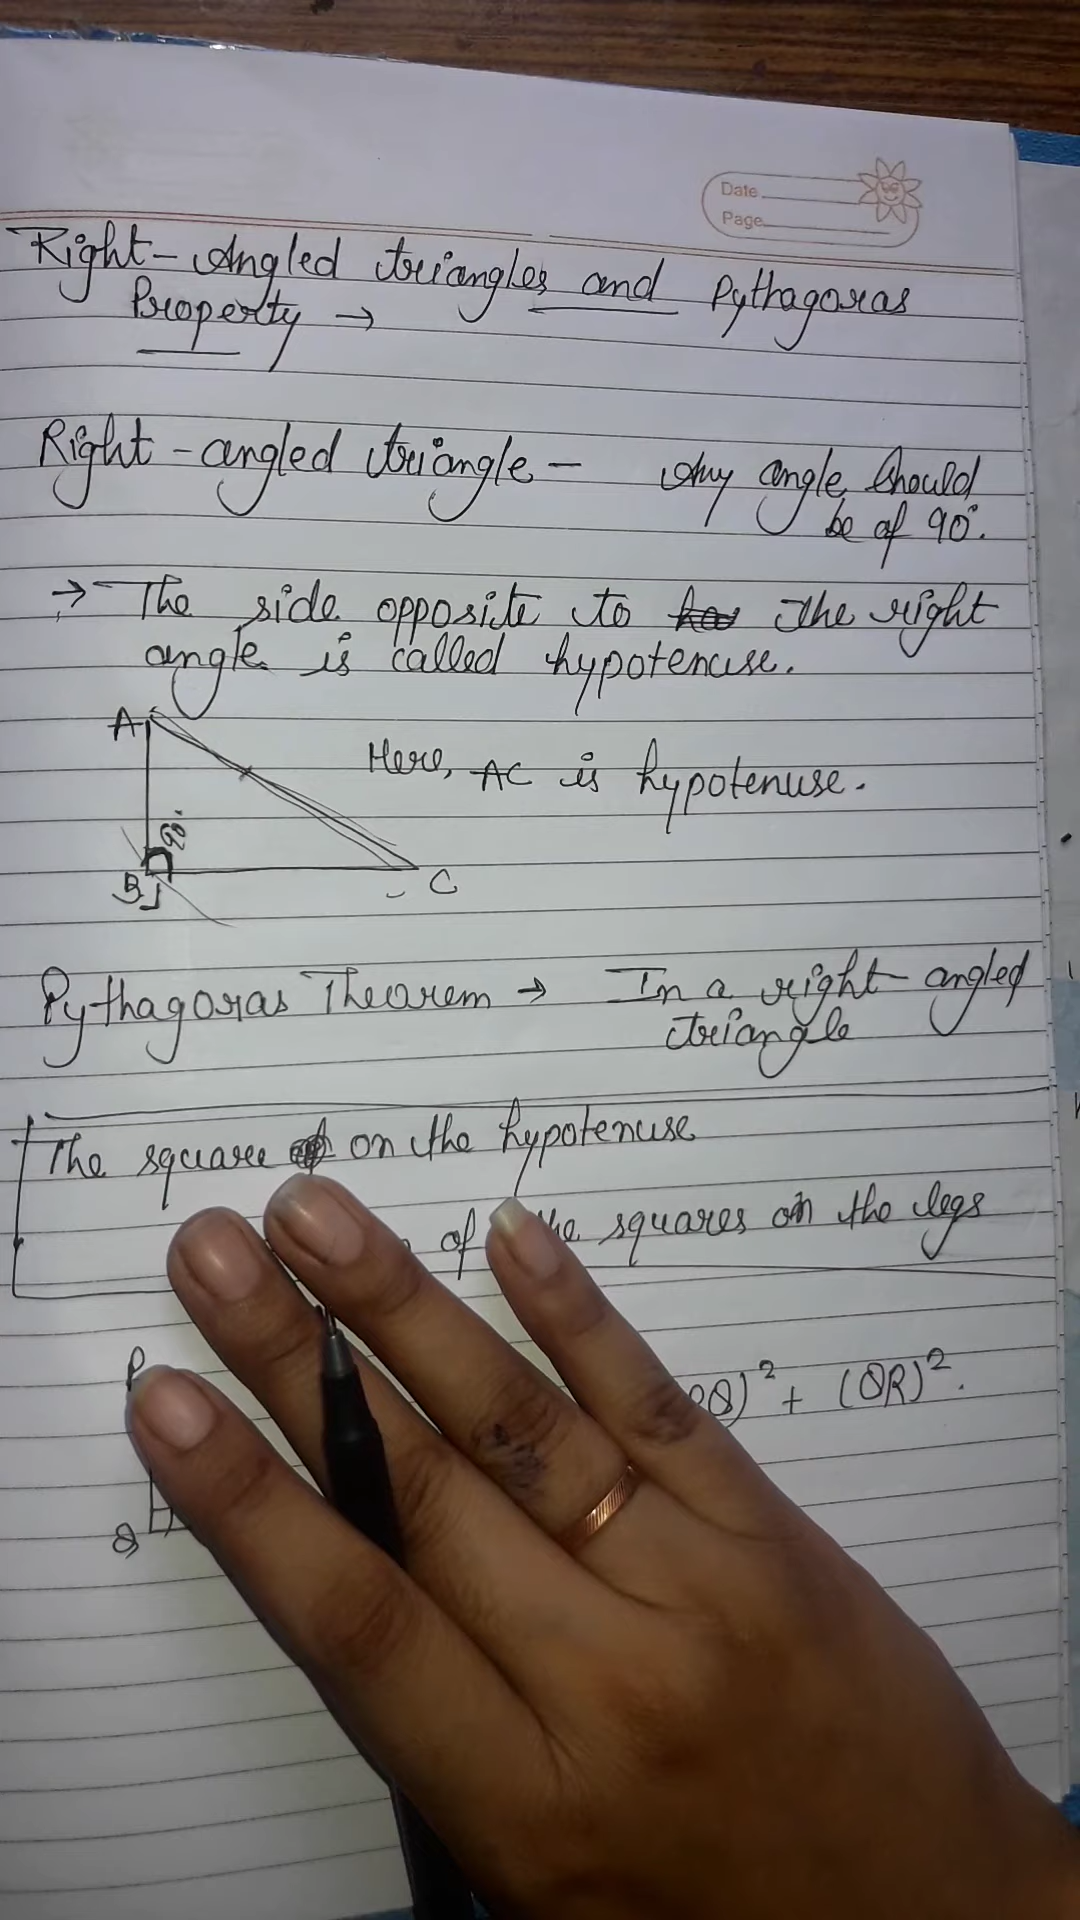 Date
Page
Right-Angled triangles and Pythagoras
Property →
Right-angled triangle - Any angle should
be of 90°.
→ The side opposite to the right
angle is called hypotenuse.
A
Here, AC is hypotenuse.
90°
B
C
Pythagoras Theorem → In a right-angled
triangle
The square on the hypotenuse
of the squares on the legs
P
Q)² + (QR)².
Q